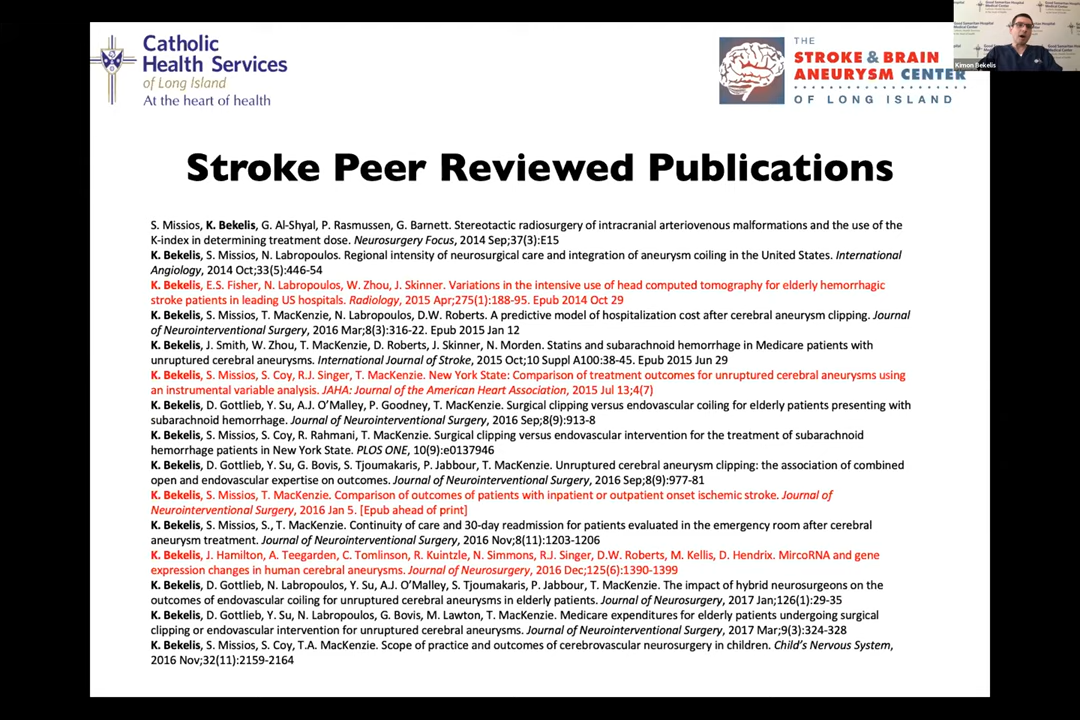 Catholic
Health Services
of Long Island
At the heart of health
THE
STROKE & BRAIN
ANEURYSM CENTER
OF LONG ISLAND
Kimon Bekelis
Stroke Peer Reviewed Publications
S. Missios, K. Bekelis, G. Al-Shyal, P. Rasmussen, G. Barnett. Stereotactic radiosurgery of intracranial arteriovenous malformations and the use of the
K-index in determining treatment dose. Neurosurgery Focus, 2014 Sep;37(3):E15
K. Bekelis, S. Missios, N. Labropoulos. Regional intensity of neurosurgical care and integration of aneurysm coiling in the United States. International
Angiology, 2014 Oct;33(5):446-54
K. Bekelis, E.S. Fisher, N. Labropoulos, W. Zhou, J. Skinner. Variations in the intensive use of head computed tomography for elderly hemorrhagic
stroke patients in leading US hospitals. Radiology, 2015 Apr;275(1):188-95. Epub 2014 Oct 29
K. Bekelis, S. Missios, T. MacKenzie, N. Labropoulos, D.W. Roberts. A predictive model of hospitalization cost after cerebral aneurysm clipping. Journal
of Neurointerventional Surgery, 2016 Mar;8(3):316-22. Epub 2015 Jan 12
K. Bekelis, J. Smith, W. Zhou, T. MacKenzie, D. Roberts, J. Skinner, N. Morden. Statins and subarachnoid hemorrhage in Medicare patients with
unruptured cerebral aneurysms. International Journal of Stroke, 2015 Oct;10 Suppl A100:38-45. Epub 2015 Jun 29
K. Bekelis, S. Missios, S. Coy, R.J. Singer, T. MacKenzie. New York State: Comparison of treatment outcomes for unruptured cerebral aneurysms using
an instrumental variable analysis. JAHA: Journal of the American Heart Association, 2015 Jul 13;4(7)
K. Bekelis, D. Gottlieb, Y. Su, A.J. O'Malley, P. Goodney, T. MacKenzie. Surgical clipping versus endovascular coiling for elderly patients presenting with
subarachnoid hemorrhage. Journal of Neurointerventional Surgery, 2016 Sep;8(9):913-8
K. Bekelis, S. Missios, S. Coy, R. Rahmani, T. MacKenzie. Surgical clipping versus endovascular intervention for the treatment of subarachnoid
hemorrhage patients in New York State. PLOS ONE, 10(9):e0137946
K. Bekelis, D. Gottlieb, Y. Su, G. Bovis, S. Tjoumakaris, P. Jabbour, T. MacKenzie. Unruptured cerebral aneurysm clipping: the association of combined
open and endovascular expertise on outcomes. Journal of Neurointerventional Surgery, 2016 Sep;8(9):977-81
K. Bekelis, S. Missios, T. MacKenzie. Comparison of outcomes of patients with inpatient or outpatient onset ischemic stroke. Journal of
Neurointerventional Surgery, 2016 Jan 5. [Epub ahead of print]
K. Bekelis, S. Missios, S., T. MacKenzie. Continuity of care and 30-day readmission for patients evaluated in the emergency room after cerebral
aneurysm treatment. Journal of Neurointerventional Surgery, 2016 Nov;8(11):1203-1206
K. Bekelis, J. Hamilton, A. Teegarden, C. Tomlinson, R. Kuintzle, N. Simmons, R.J. Singer, D.W. Roberts, M. Kellis, D. Hendrix. MircoRNA and gene
expression changes in human cerebral aneurysms. Journal of Neurosurgery, 2016 Dec;125(6):1390-1399
K. Bekelis, D. Gottlieb, N. Labropoulos, Y. Su, A.J. O'Malley, S. Tjoumakaris, P. Jabbour, T. MacKenzie. The impact of hybrid neurosurgeons on the
outcomes of endovascular coiling for unruptured cerebral aneurysms in elderly patients. Journal of Neurosurgery, 2017 Jan;126(1):29-35
K. Bekelis, D. Gottlieb, Y. Su, N. Labropoulos, G. Bovis, M. Lawton, T. MacKenzie. Medicare expenditures for elderly patients undergoing surgical
clipping or endovascular intervention for unruptured cerebral aneurysms. Journal of Neurointerventional Surgery, 2017 Mar;9(3):324-328
K. Bekelis, S. Missios, S. Coy, T.A. MacKenzie. Scope of practice and outcomes of cerebrovascular neurosurgery in children. Child's Nervous System,
2016 Nov;32(11):2159-2164